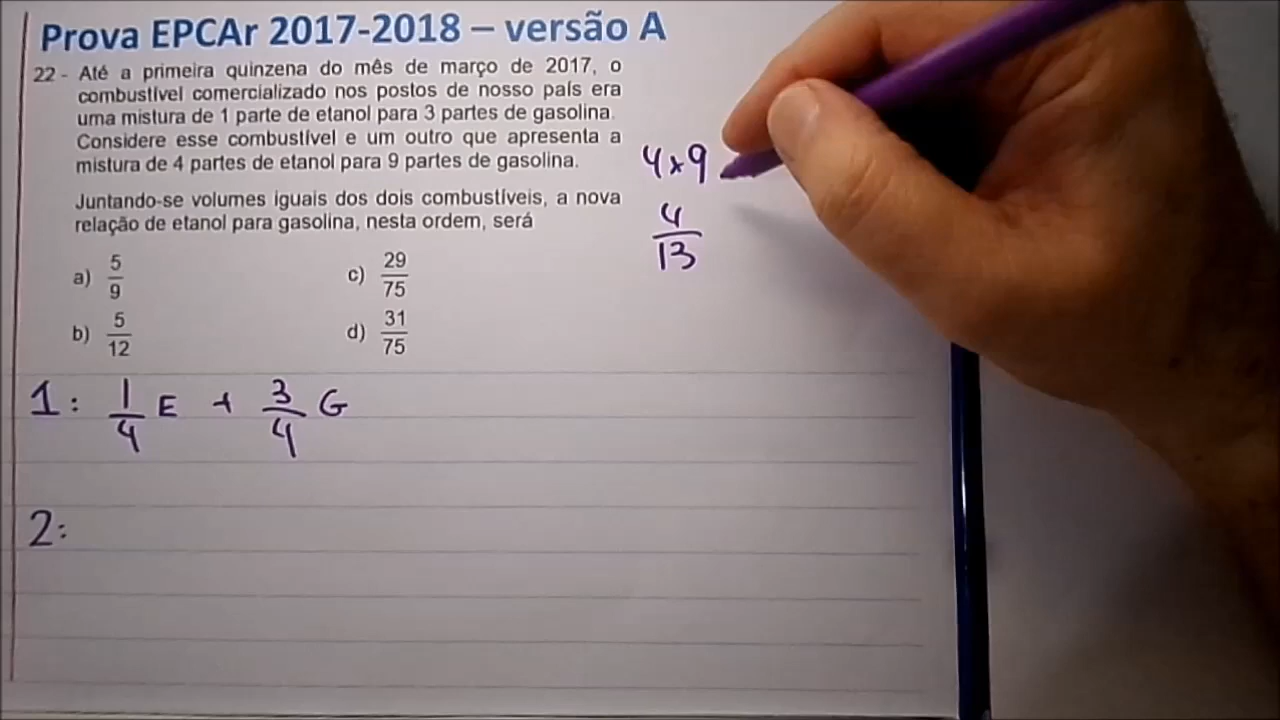 Prova EPCAr 2017-2018 – versão A
22 - Até a primeira quinzena do mês de março de 2017, o
combustível comercializado nos postos de nosso país era
uma mistura de 1 parte de etanol para 3 partes de gasolina.
Considere esse combustível e um outro que apresenta a
mistura de 4 partes de etanol para 9 partes de gasolina.
Juntando-se volumes iguais dos dois combustíveis, a nova
relação de etanol para gasolina, nesta ordem, será
a) 5/9
b) 5/12
c) 29/75
d) 31/75
4 x 9
4/13
1: 1/4 E + 3/4 G
2: